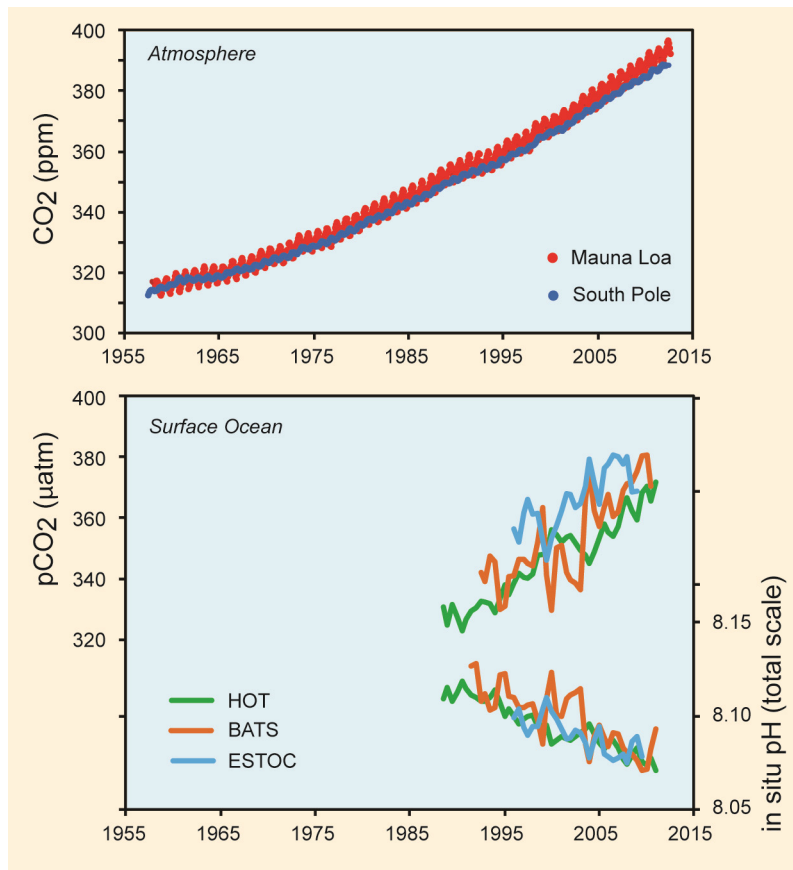 Atmosphere
CO2 (ppm)
400
380
360
340
320
300
Mauna Loa
South Pole
1955 1965 1975 1985 1995 2005 2015
Surface Ocean
pCO2 (µatm)
400
380
360
340
320
8.15
8.10
8.05
in situ pH (total scale)
HOT
BATS
ESTOC
1955 1965 1975 1985 1995 2005 2015